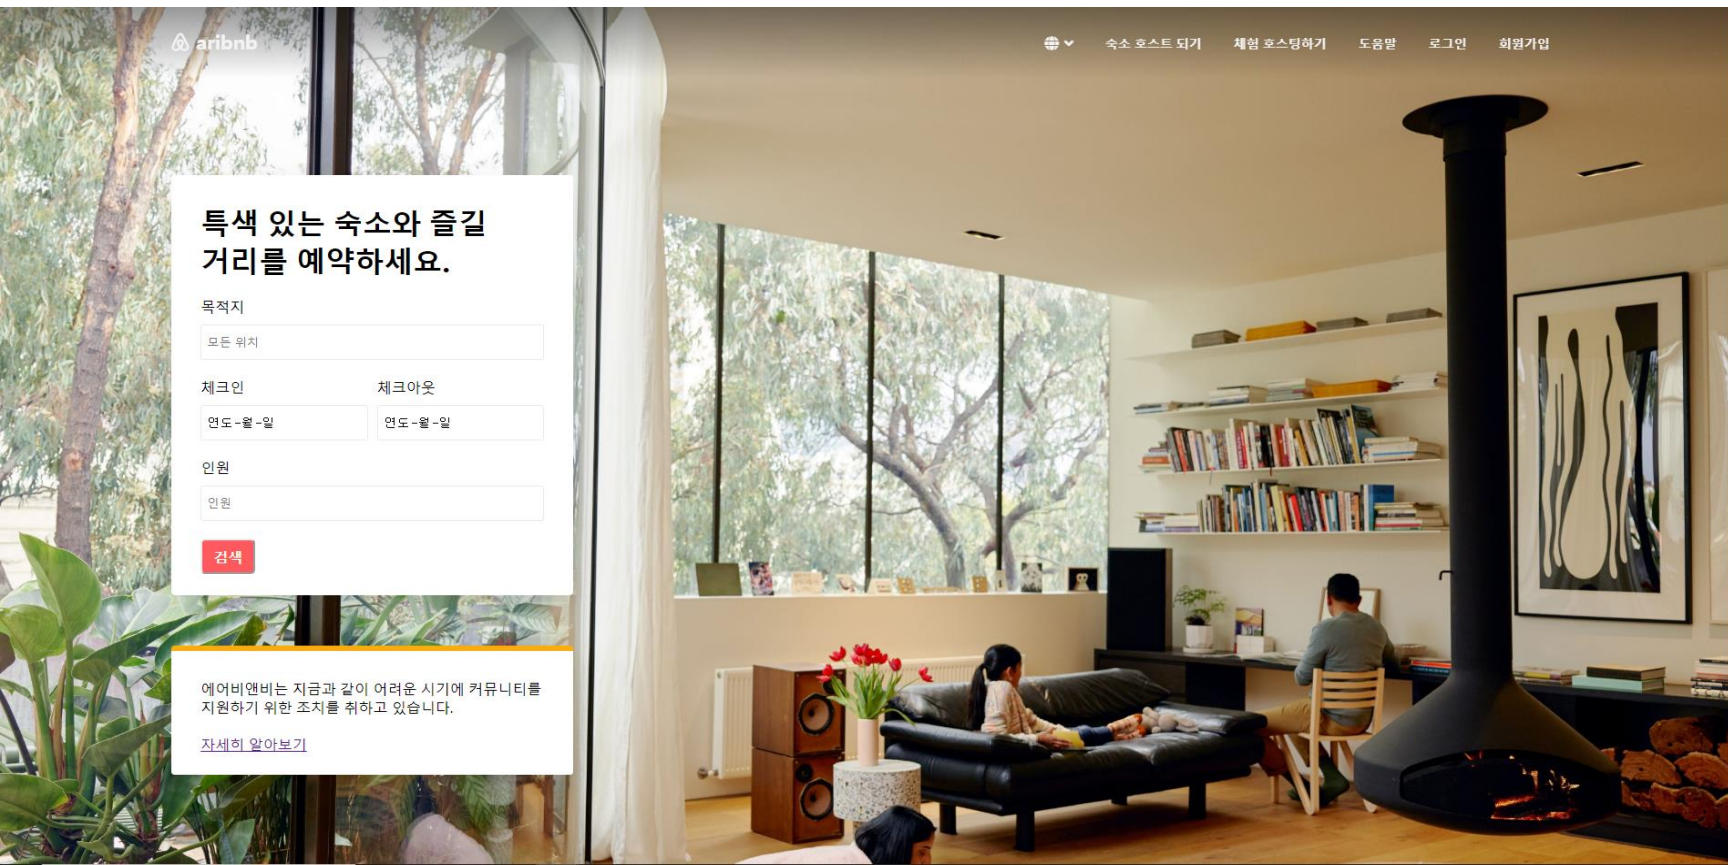 aribnb
숙소 호스트 되기 체험 호스팅하기 도움말 로그인 회원가입
특색 있는 숙소와 즐길
거리를 예약하세요.
목적지
모든 위치
체크인 체크아웃
연도-월-일 연도-월-일
인원
인원
검색
에어비앤비는 지금과 같이 어려운 시기에 커뮤니티를
지원하기 위한 조치를 취하고 있습니다.
자세히 알아보기